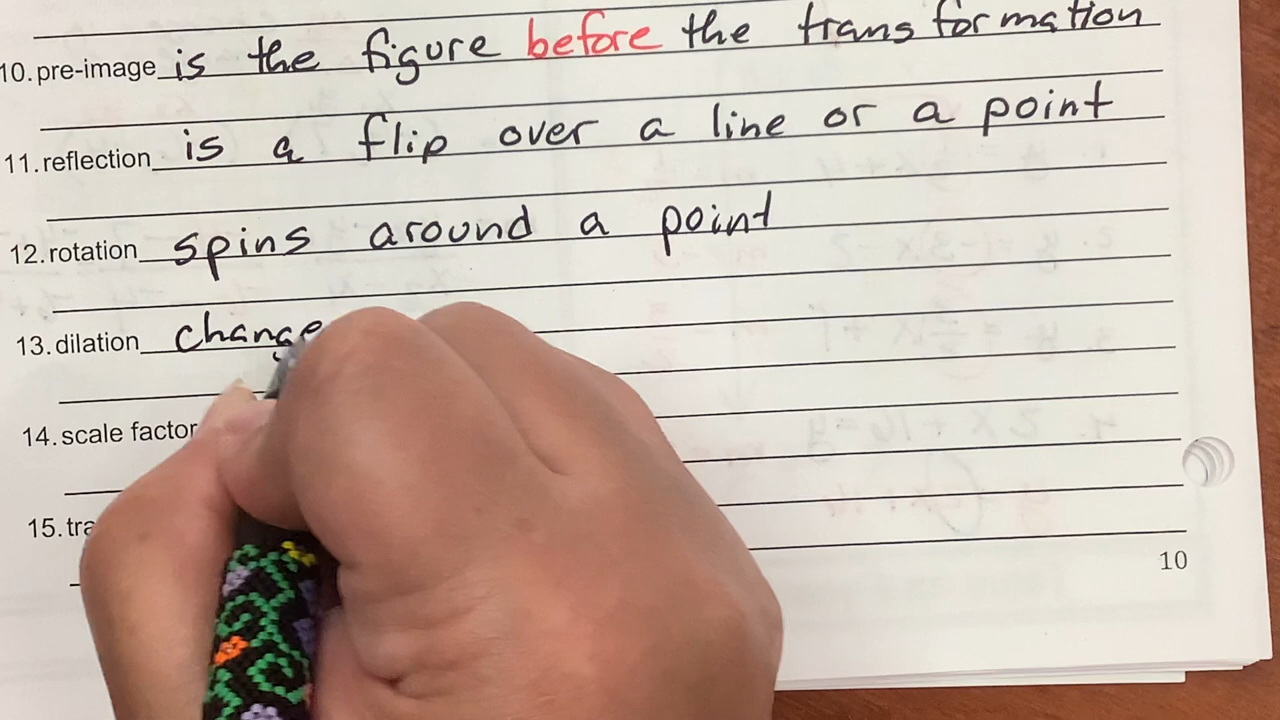 10. pre-image is the figure before the transformation
11. reflection is a flip over a line or a point
12. rotation spins around a point
13. dilation change
14. scale factor
15. tra
10